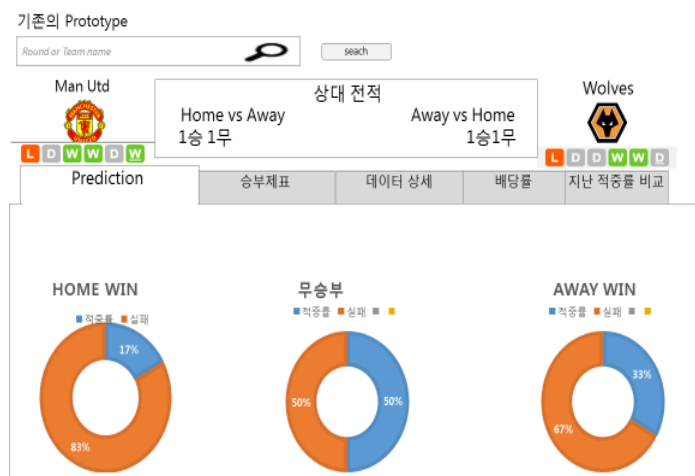 기존의 Prototype
Round or Team name
seach
Man Utd
상대 전적
Wolves
Home vs Away
Away vs Home
1승 1무
1승1무
L D W W D W
L D D W W D
Prediction
승부제표
데이터 상세
배당률
지난 적중률 비교
HOME WIN
무승부
AWAY WIN
적중률 실패
적중률 실패
적중률 실패
17%
83%
50%
50%
33%
67%